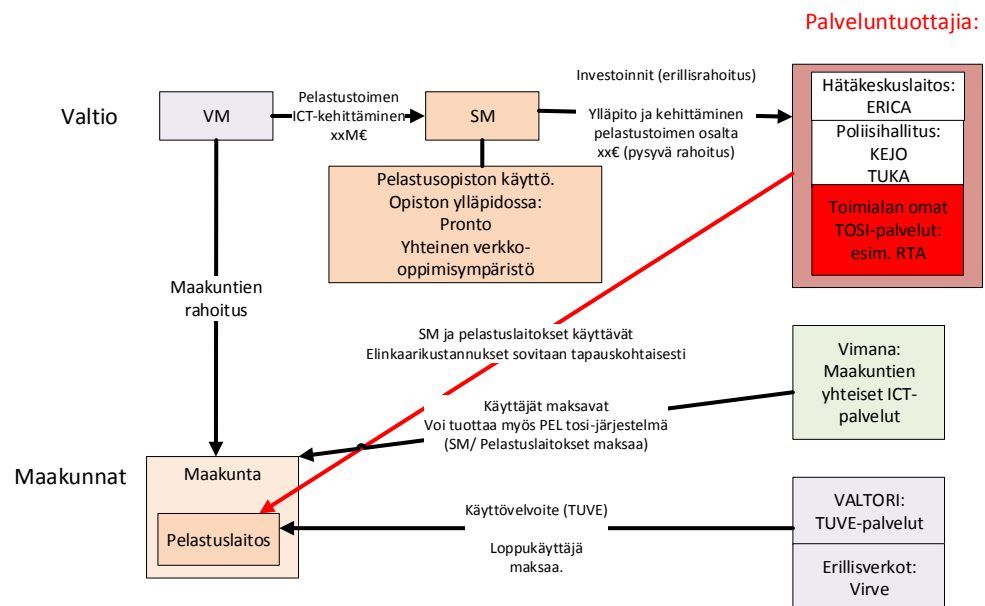 Palveluntuottajia:
Valtio
VM
Pelastustoimen
ICT-kehittäminen
xxM€
SM
Investoinnit (erillisrahoitus)
Ylläpito ja kehittäminen
pelastustoimen osalta
xx€ (pysyvä rahoitus)
Hätäkeskuslaitos:
ERICA
Poliisihallitus:
KEJO
TUKA
Toimialan omat
TOSI-palvelut:
esim. RTA
Pelastusopiston käyttö.
Opiston ylläpidossa:
Pronto
Yhteinen verkko-
oppimisympäristö
Maakuntien
rahoitus
SM ja pelastuslaitokset käyttävät
Elinkaarikustannukset sovitaan tapauskohtaisesti
Vimana:
Maakuntien
yhteiset ICT-
palvelut
Käyttäjät maksavat
Voi tuottaa myös PEL tosi-järjestelmä
(SM/ Pelastuslaitokset maksaa)
Maakunnat
Maakunta
Pelastuslaitos
Käyttövelvoite (TUVE)
Loppukäyttäjä
maksaa.
VALTORI:
TUVE-palvelut
Erillisverkot:
Virve